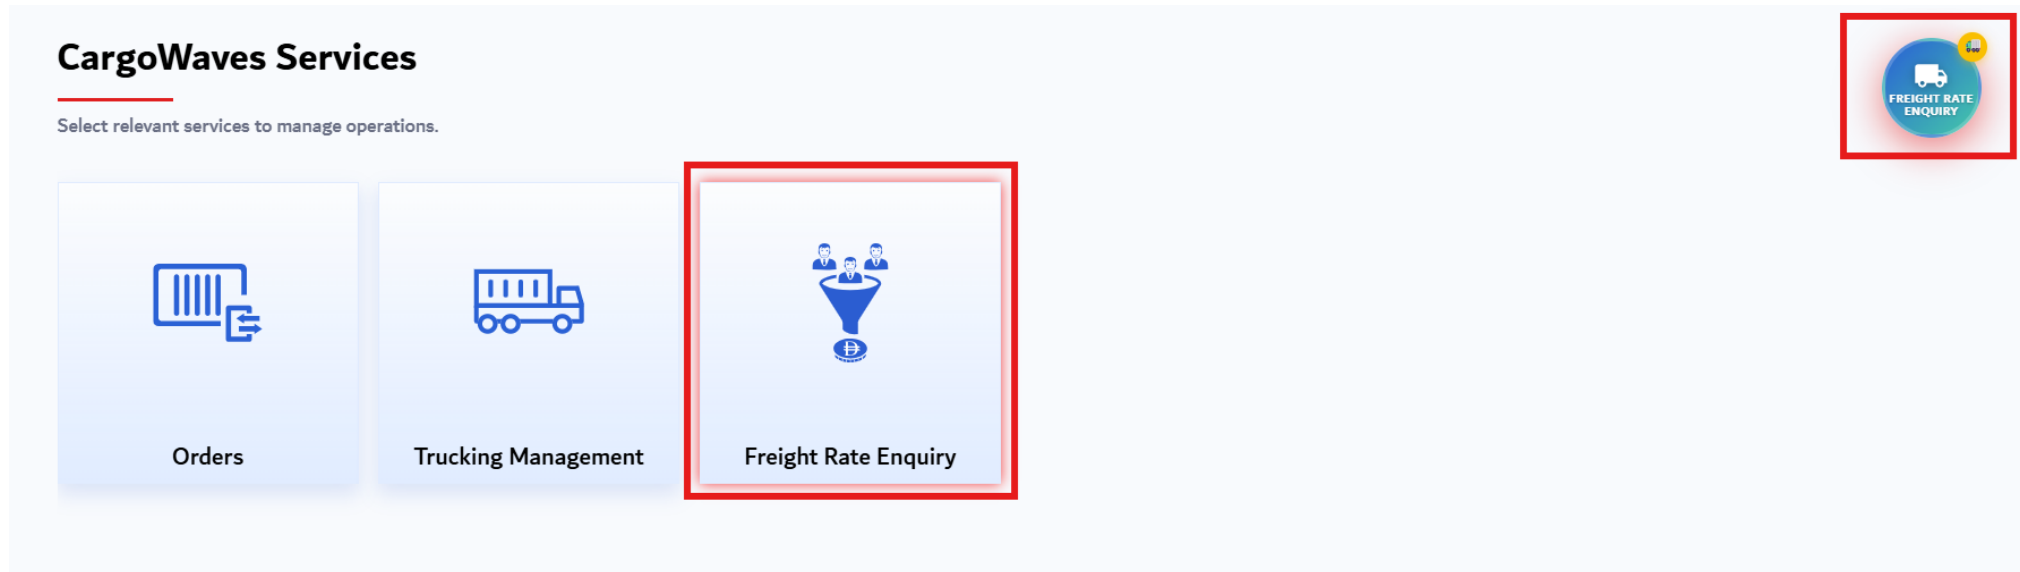 CargoWaves Services
FREIGHT RATE
ENQUIRY
Select relevant services to manage operations.
Orders
Trucking Management
Freight Rate Enquiry